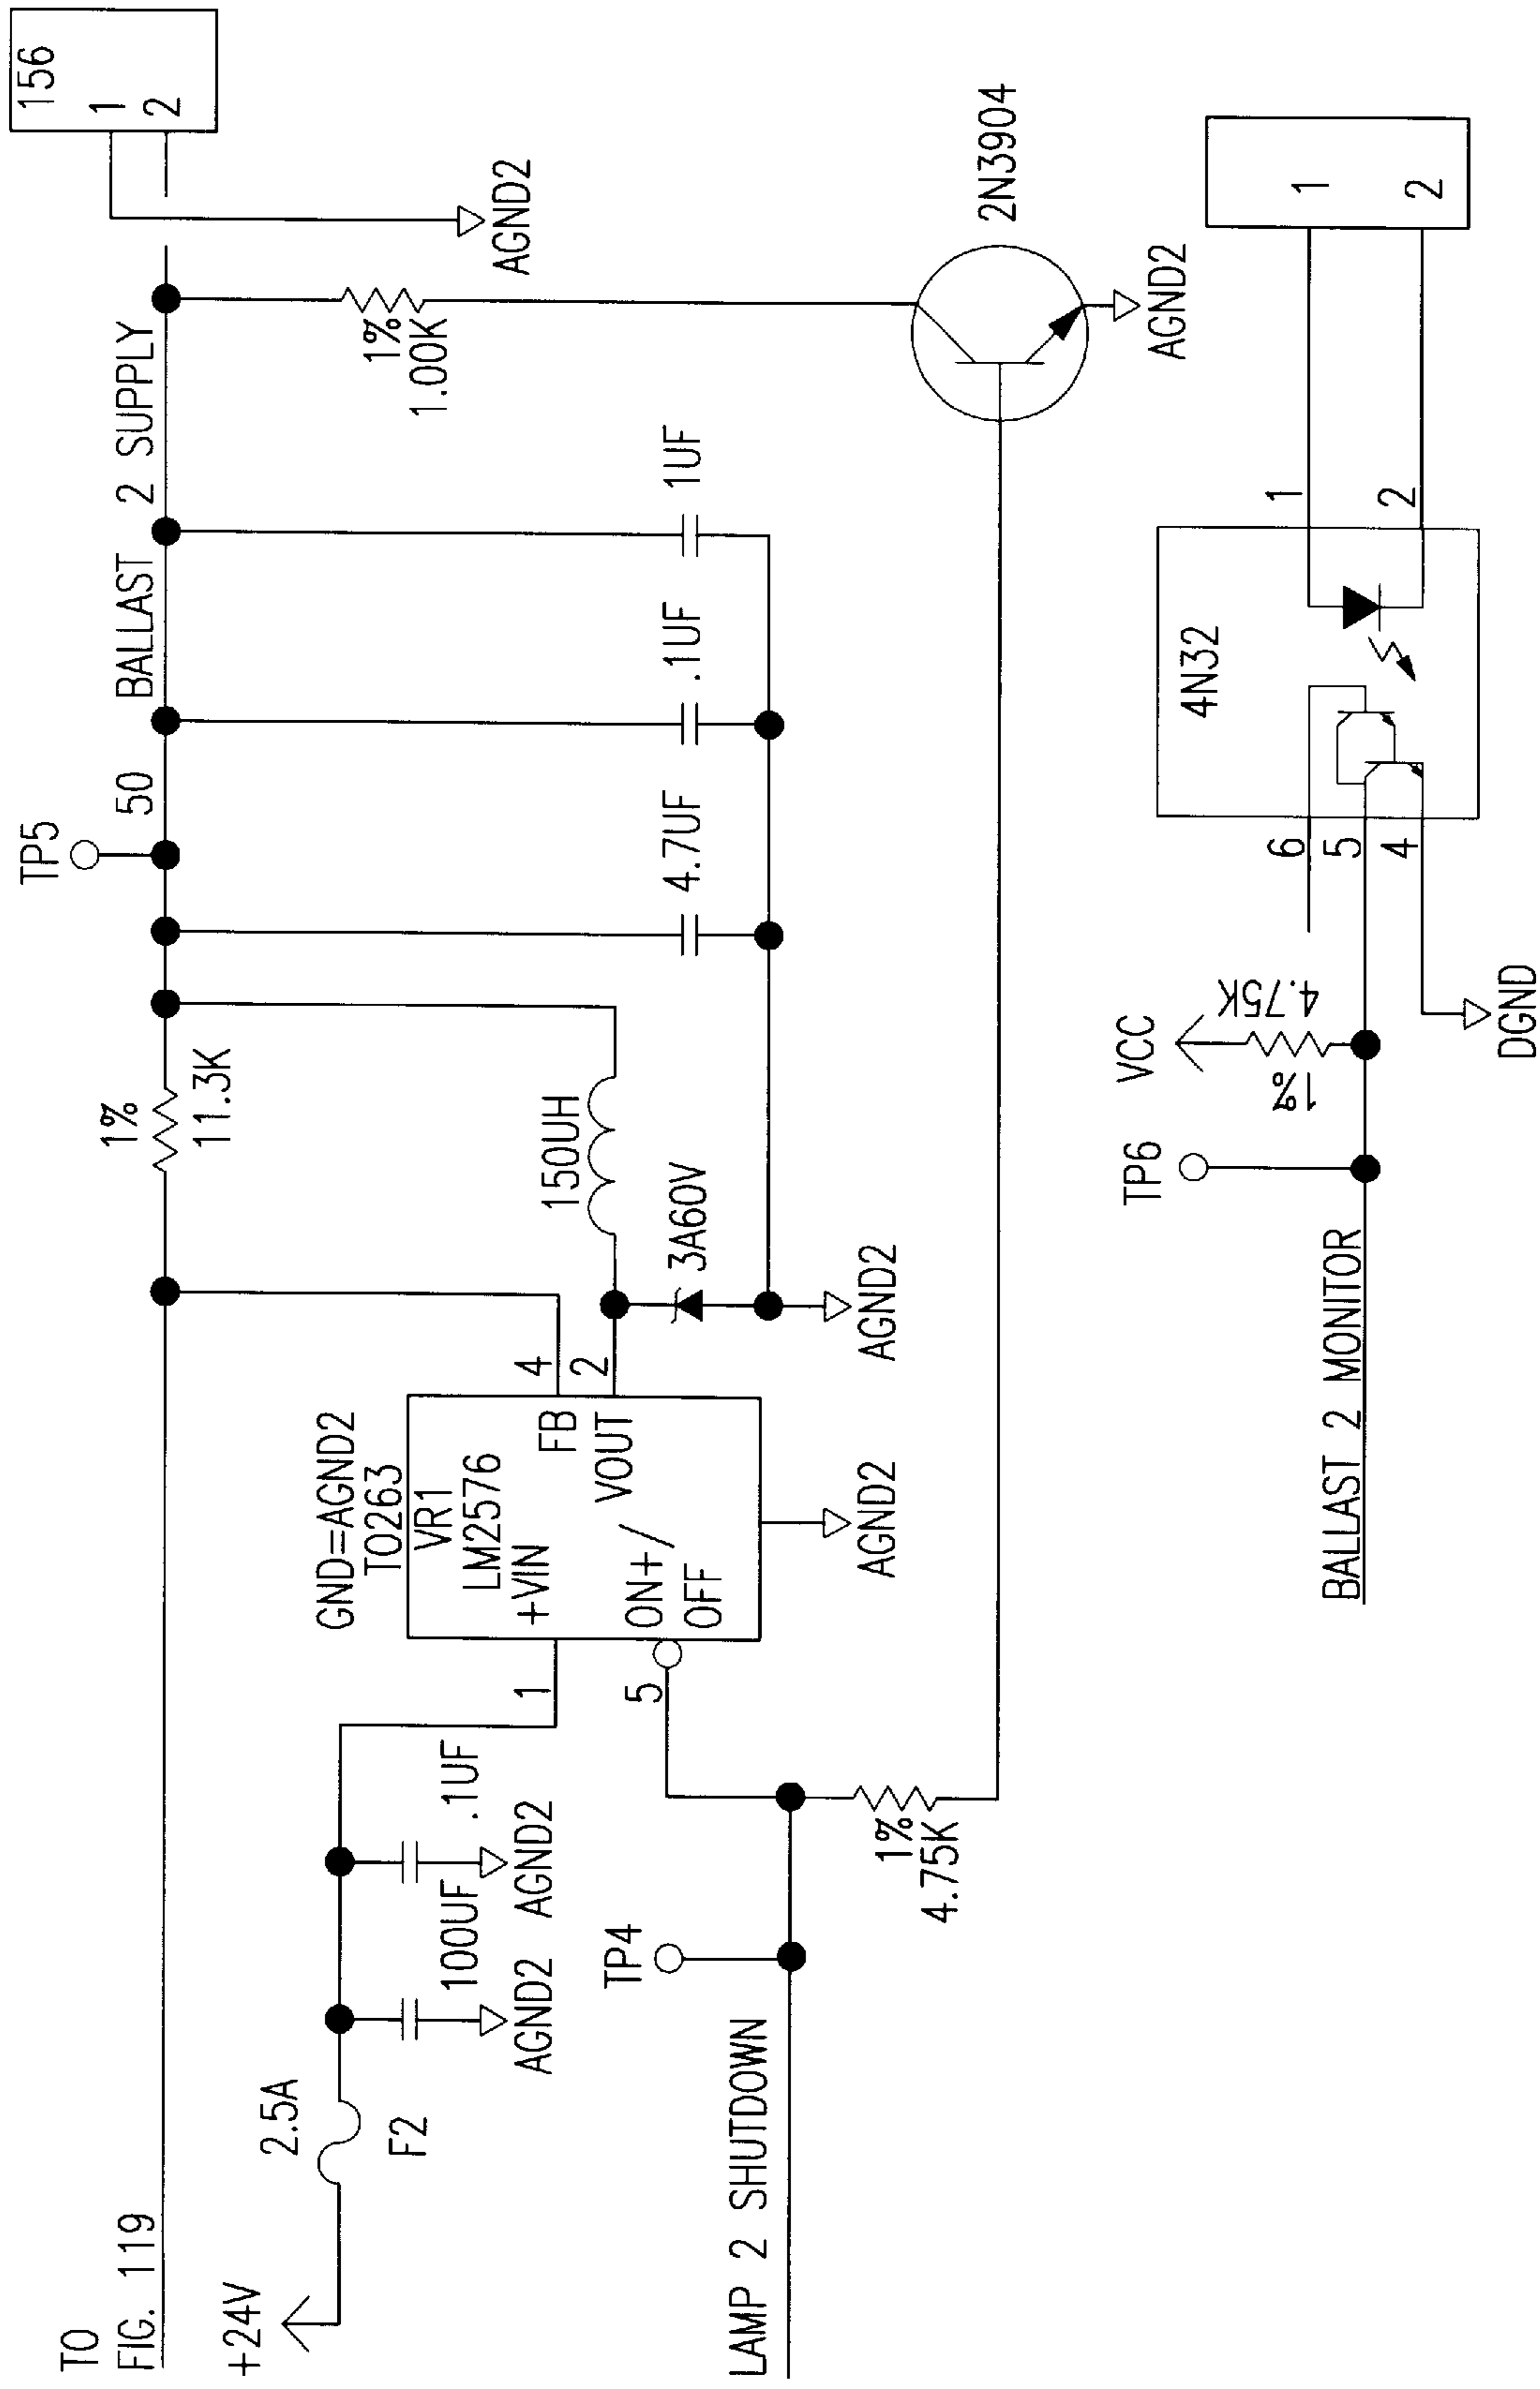 TO
FIG. 119
+24V
2.5A
F2
100UF
AGND2
.1UF
AGND2
LAMP 2 SHUTDOWN
TP4
1%
4.75K
GND=AGND2
TO263
VR1
LM2576
+VIN
FB
VOUT
ON+/
OFF
1
5
4
2
AGND2
1%
11.3K
150UH
3A60V
AGND2
TP5
50
BALLAST 2 SUPPLY
4.7UF
.1UF
1UF
1%
1.00K
156
1
2
AGND2
2N3904
AGND2
BALLAST 2 MONITOR
TP6
VCC
1%
4.75K
DGND
6
5
4
4N32
1
2
1
2